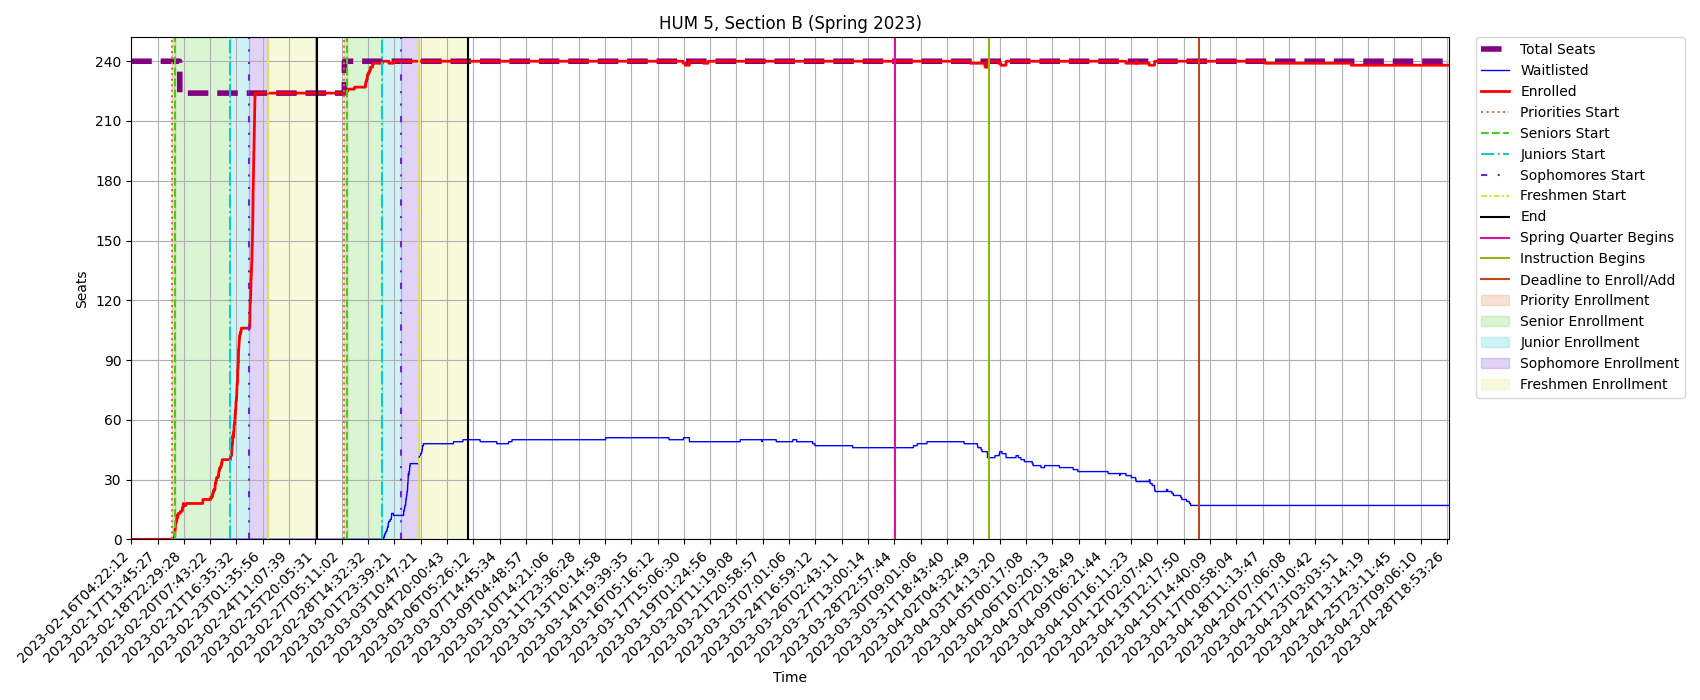 HUM 5, Section B (Spring 2023)
Seats
240
210
180
150
120
90
60
30
0
2023-02-16T04:22:12
2023-02-17T13:45:27
2023-02-18T22:29:28
2023-02-20T07:43:22
2023-02-21T16:35:32
2023-02-23T01:35:56
2023-02-24T11:07:39
2023-02-25T20:05:31
2023-02-27T05:11:02
2023-02-28T14:32:32
2023-03-01T23:39:21
2023-03-03T10:47:21
2023-03-04T20:00:43
2023-03-06T05:26:12
2023-03-07T14:45:34
2023-03-09T04:48:57
2023-03-10T14:21:06
2023-03-11T23:36:28
2023-03-13T10:14:58
2023-03-14T19:39:35
2023-03-16T05:16:12
2023-03-17T15:06:30
2023-03-19T01:24:56
2023-03-20T11:19:08
2023-03-21T20:58:57
2023-03-23T07:01:06
2023-03-24T16:59:12
2023-03-26T02:43:11
2023-03-27T13:00:14
2023-03-28T22:57:44
2023-03-30T09:01:06
2023-03-31T18:43:40
2023-04-02T04:32:49
2023-04-03T14:13:20
2023-04-05T00:17:08
2023-04-06T10:20:13
2023-04-07T20:18:49
2023-04-09T06:21:44
2023-04-10T16:11:23
2023-04-12T02:07:40
2023-04-13T12:17:50
2023-04-15T14:40:09
2023-04-17T00:58:04
2023-04-18T11:13:47
2023-04-20T07:06:08
2023-04-21T17:10:42
2023-04-23T03:03:51
2023-04-24T13:14:19
2023-04-25T23:11:45
2023-04-27T09:06:10
2023-04-28T18:53:26
Time
Total Seats
Waitlisted
Enrolled
Priorities Start
Seniors Start
Juniors Start
Sophomores Start
Freshmen Start
End
Spring Quarter Begins
Instruction Begins
Deadline to Enroll/Add
Priority Enrollment
Senior Enrollment
Junior Enrollment
Sophomore Enrollment
Freshmen Enrollment